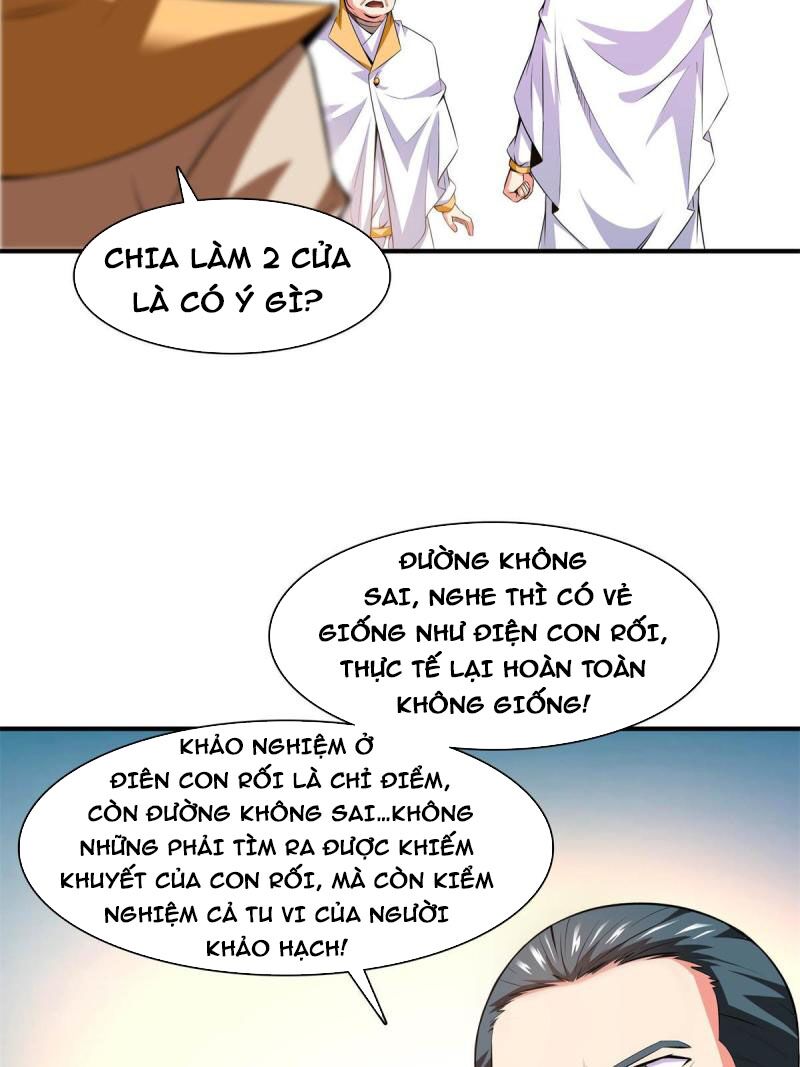 CHIA LÀM 2 CỬA
LÀ CÓ Ý GÌ?
ĐƯỜNG KHÔNG
SAI, NGHE THÌ CÓ VẺ
GIỐNG NHƯ ĐIỆN CON RỐI,
THỰC TẾ LẠI HOÀN TOÀN
KHÔNG GIỐNG!
KHẢO NGHIỆM Ở
ĐIÊN CON RỐI LÀ CHỈ ĐIỂM,
CÒN ĐƯỜNG KHÔNG SAI...KHÔNG
NHỮNG PHẢI TÌM RA ĐƯỢC KHIẾM
KHUYẾT CỦA CON RỐI, MÀ CÒN KIỂM
NGHIỆM CẢ TU VI CỦA NGƯỜI
KHẢO HẠCH!